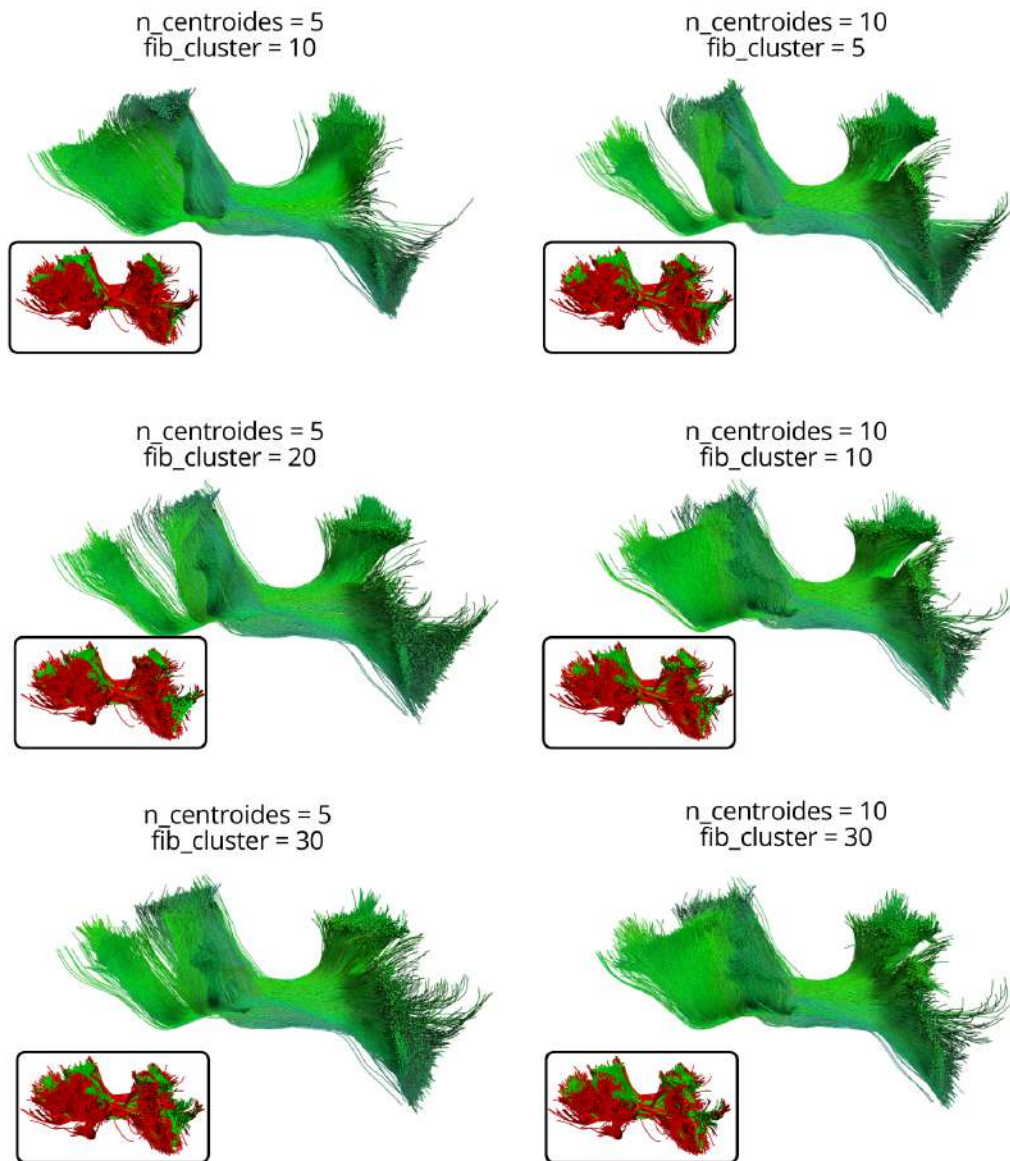 n_centroides = 5
fib_cluster = 10
n_centroides = 10
fib_cluster = 5
n_centroides = 5
fib_cluster = 20
n_centroides = 10
fib_cluster = 10
n_centroides = 5
fib_cluster = 30
n_centroides = 10
fib_cluster = 30